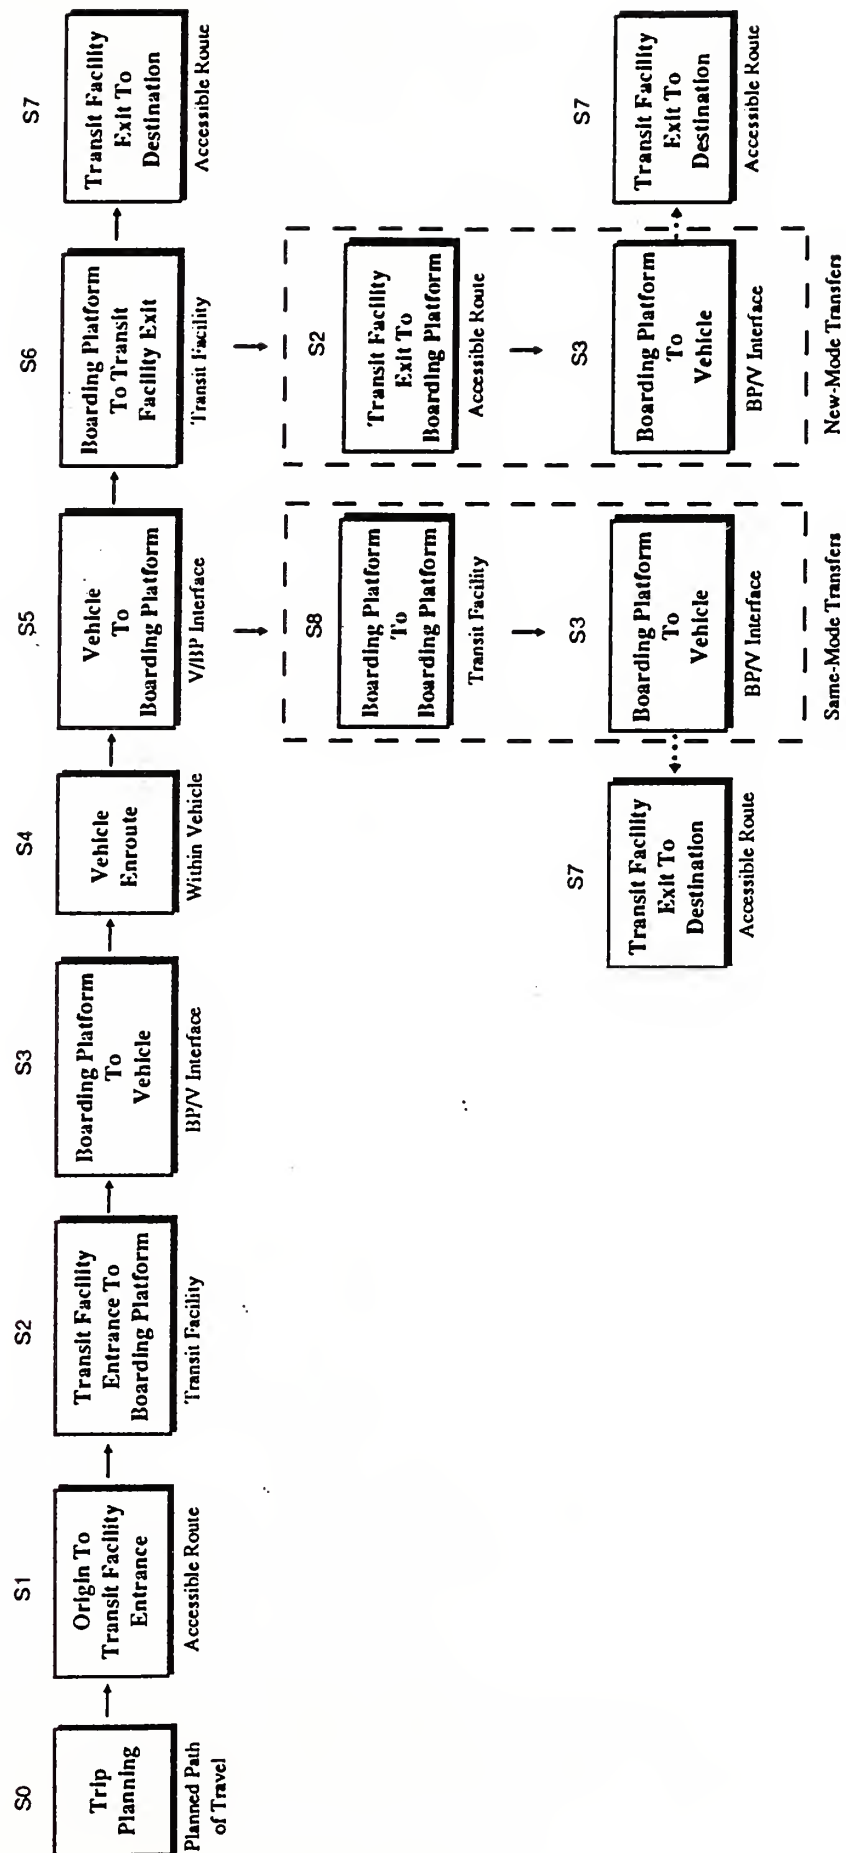 S0
Trip
Planning
Planned Path
of Travel
S1
Origin To
Transit Facility
Entrance
Accessible Route
S2
Transit Facility
Entrance To
Boarding Platform
Transit Facility
S3
Boarding Platform
To
Vehicle
BP/V Interface
S4
Vehicle
Enroute
Within Vehicle
S5
Vehicle
To
Boarding Platform
V/BP Interface
S6
Boarding Platform
To Transit
Facility Exit
Transit Facility
S7
Transit Facility
Exit To
Destination
Accessible Route
S8
Boarding Platform
To
Boarding Platform
Transit Facility
S3
Boarding Platform
To
Vehicle
BP/V Interface
Same-Mode Transfers
S7
Transit Facility
Exit To
Destination
Accessible Route
S2
Transit Facility
Exit To
Boarding Platform
Accessible Route
S3
Boarding Platform
To
Vehicle
BP/V Interface
New-Mode Transfers
S7
Transit Facility
Exit To
Destination
Accessible Route